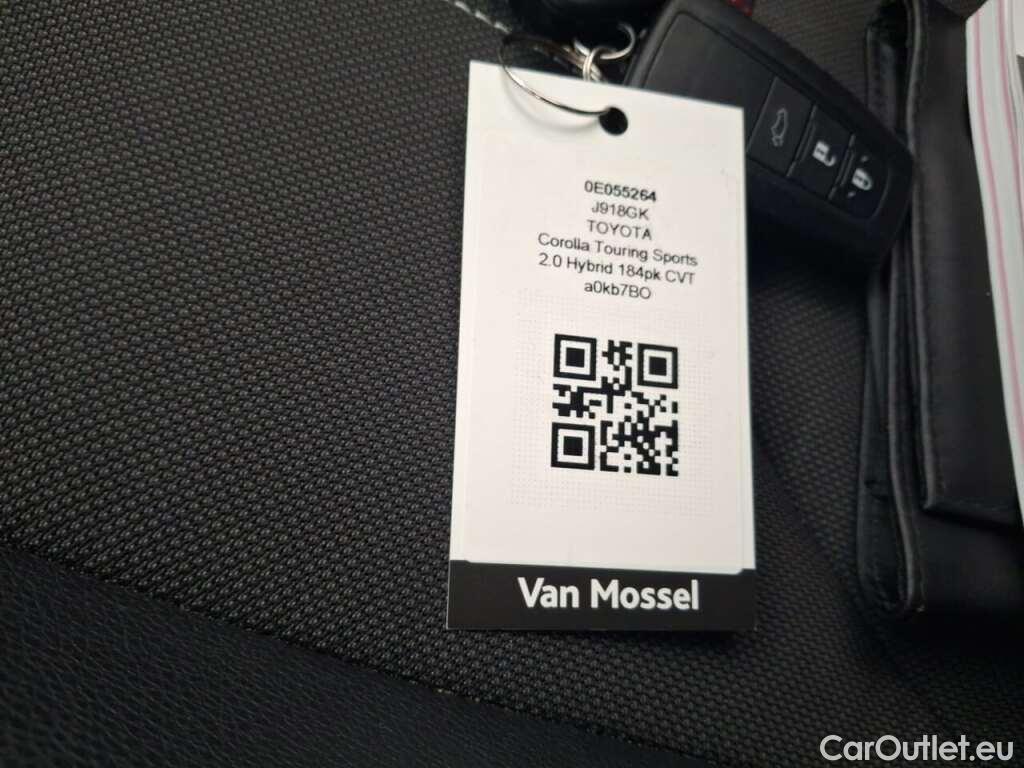 0E055264
J918GK
TOYOTA
Corolla Touring Sports
2.0 Hybrid 184pk CVT
a0kb7BO
Van Mossel
CarOutlet.eu